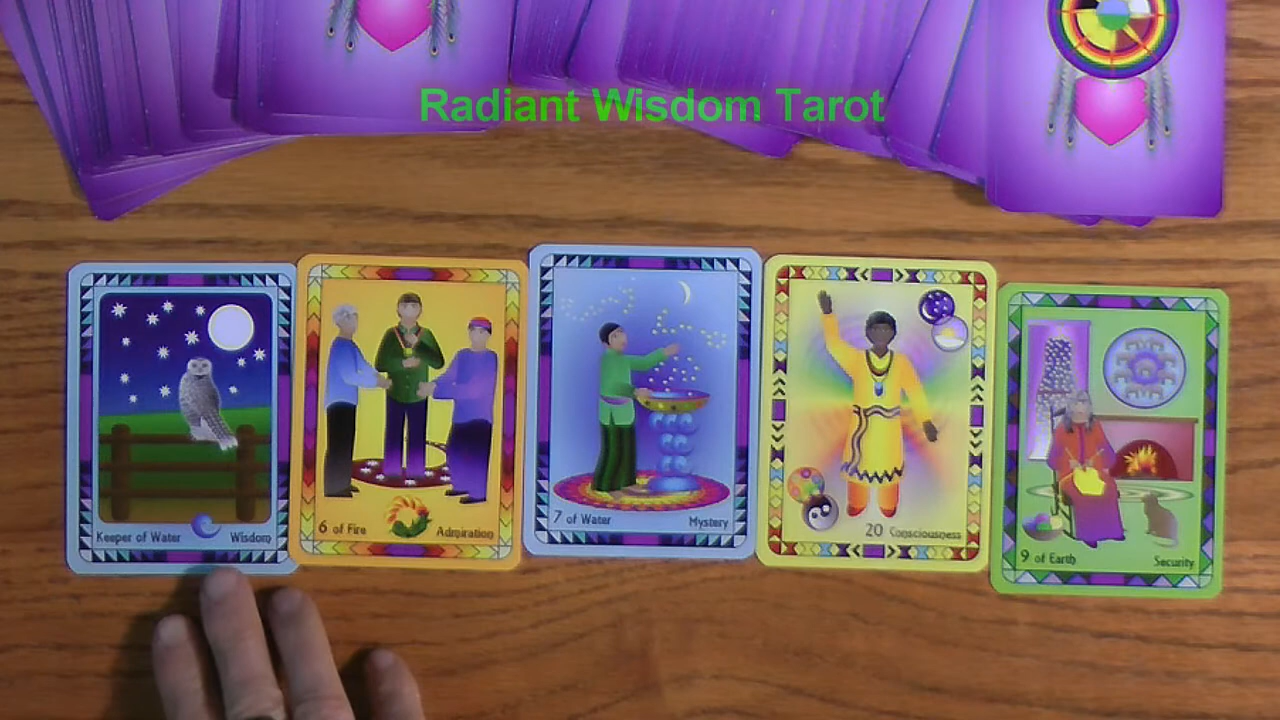 Radiant Wisdom Tarot
Keeper of Water Wisdom
6 of Fire Admiration
7 of Water Mystery
20 Consciousness
9 of Earth Security